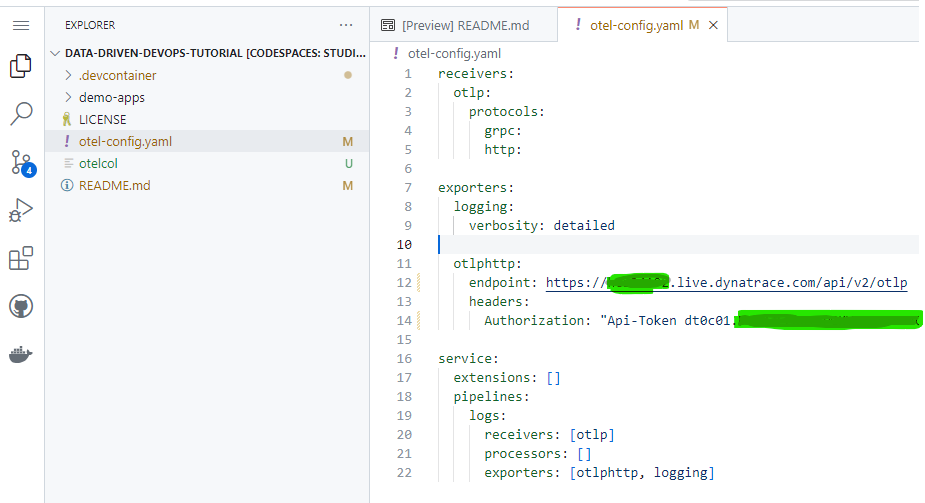 EXPLORER
···
DATA-DRIVEN-DEVOPS-TUTORIAL [CODESPACES: STUDI...
.devcontainer
demo-apps
LICENSE
! otel-config.yaml M
otelcol U
README.md M
4
[Preview] README.md
! otel-config.yaml M
! otel-config.yaml
1 receivers:
2 otlp:
3 protocols:
4 grpc:
5 http:
6
7 exporters:
8 logging:
9 verbosity: detailed
10
11 otlphttp:
12 endpoint: https://.live.dynatrace.com/api/v2/otlp
13 headers:
14 Authorization: "Api-Token dt0c01.
15
16 service:
17 extensions: []
18 pipelines:
19 logs:
20 receivers: [otlp]
21 processors: []
22 exporters: [otlphttp, logging]